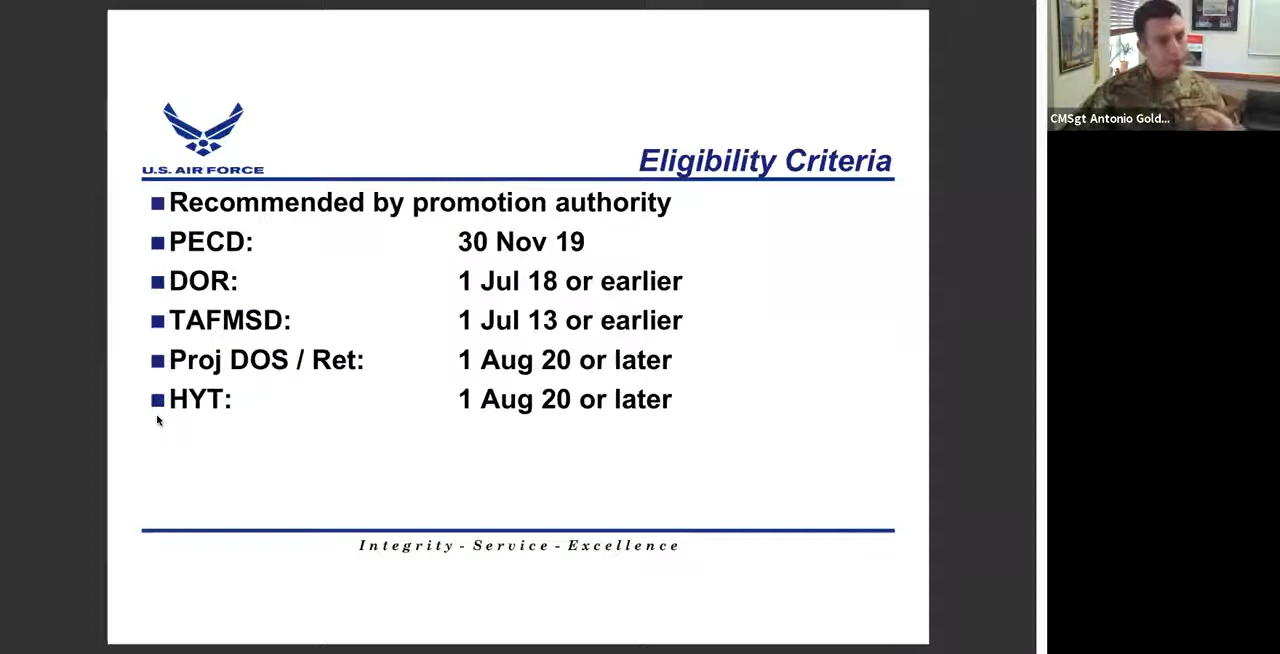 U.S. AIR FORCE
Eligibility Criteria
Recommended by promotion authority
PECD: 30 Nov 19
DOR: 1 Jul 18 or earlier
TAFMSD: 1 Jul 13 or earlier
Proj DOS / Ret: 1 Aug 20 or later
HYT: 1 Aug 20 or later
Integrity - Service - Excellence
CMSgt Antonio Gold...